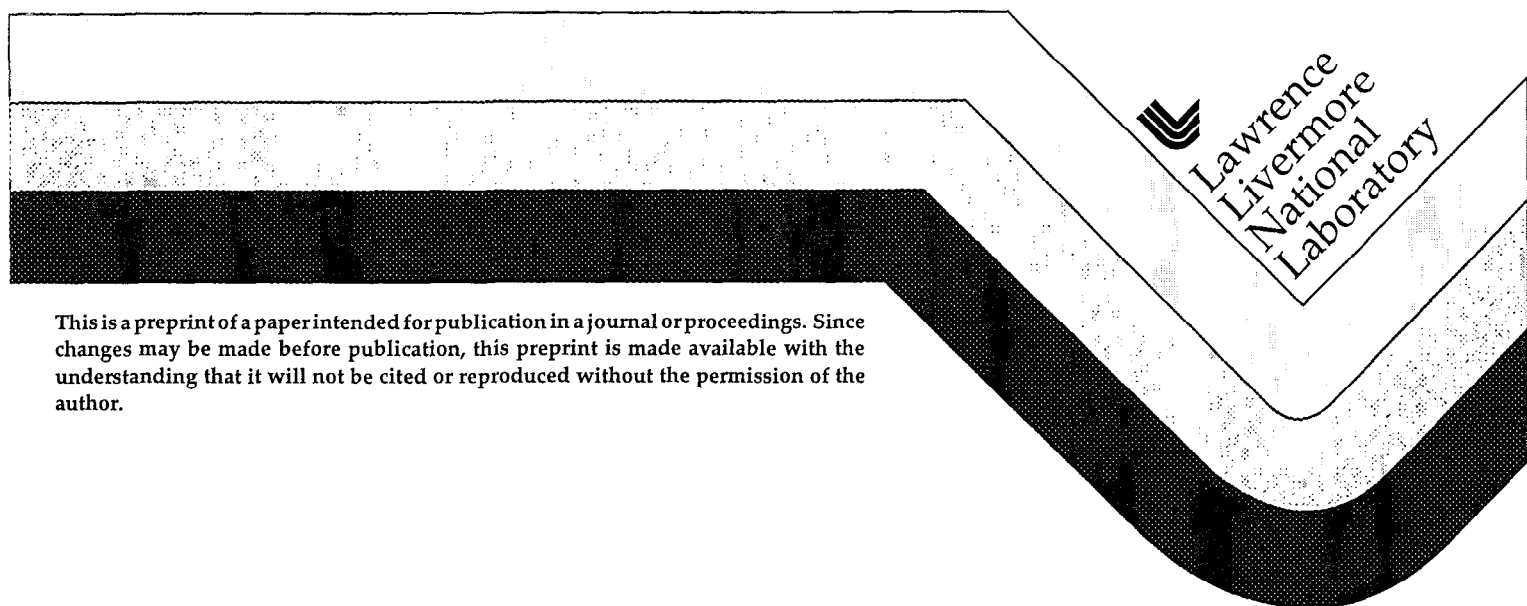 Lawrence
Livermore
National
Laboratory
This is a preprint of a paper intended for publication in a journal or proceedings. Since
changes may be made before publication, this preprint is made available with the
understanding that it will not be cited or reproduced without the permission of the
author.